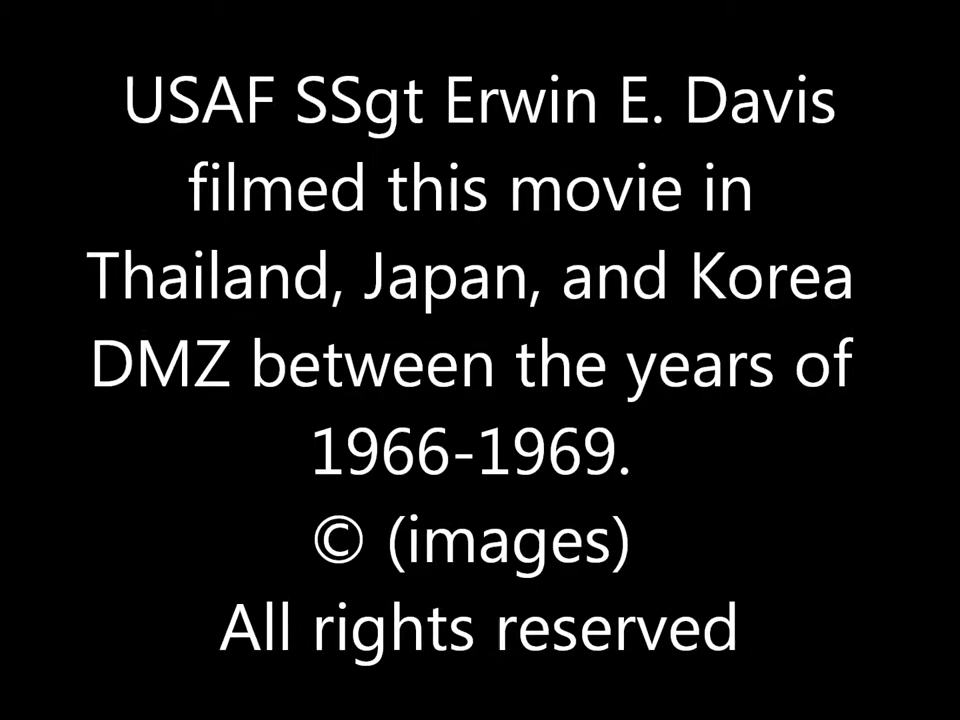 USAF SSgt Erwin E. Davis
filmed this movie in
Thailand, Japan, and Korea
DMZ between the years of
1966-1969.
© (images)
All rights reserved